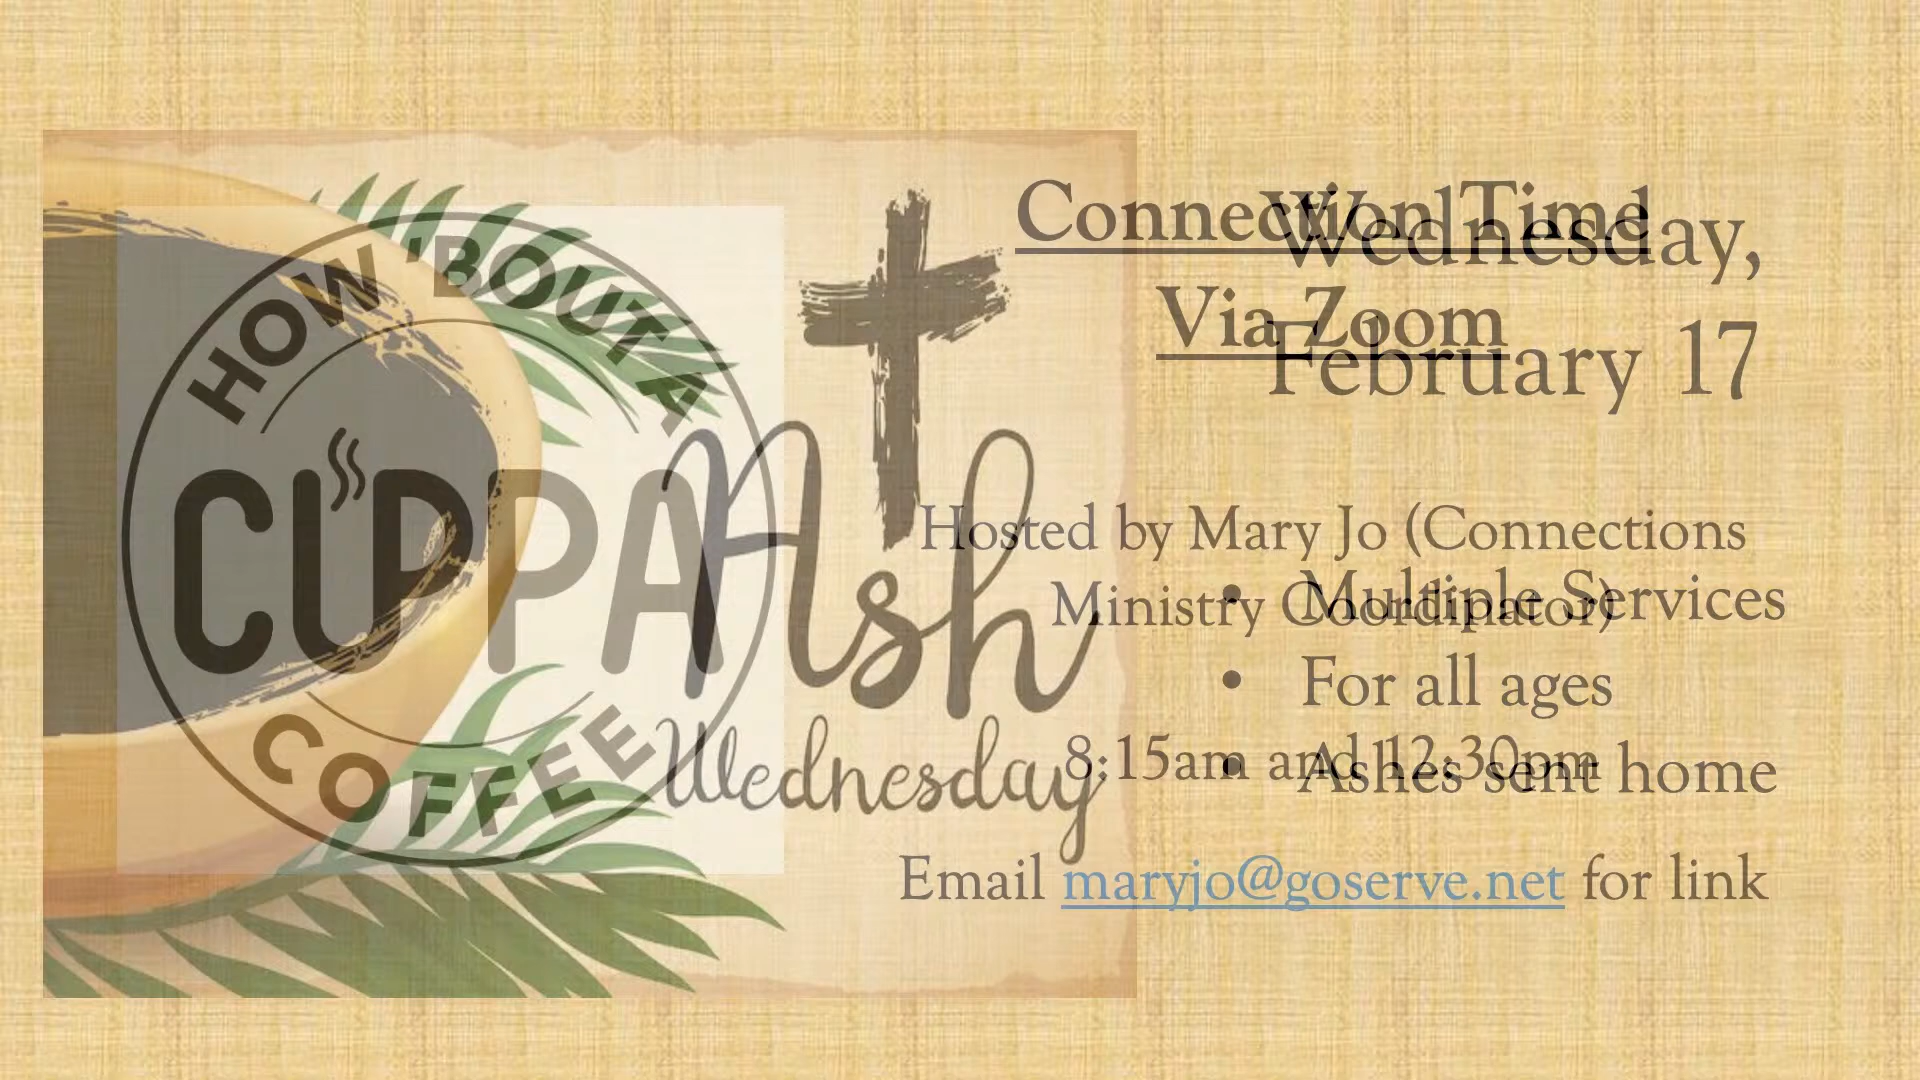 HOW 'BOUT A
CUPPA
COFFEE
Connection Time
Via Zoom
Hosted by Mary Jo (Connections
Ministry Coordinator)
8:15am and 12:30pm
Email maryjo@goserve.net for link
Ash
Wednesday
Wednesday,
February 17
• Multiple Services
• For all ages
• Ashes sent home